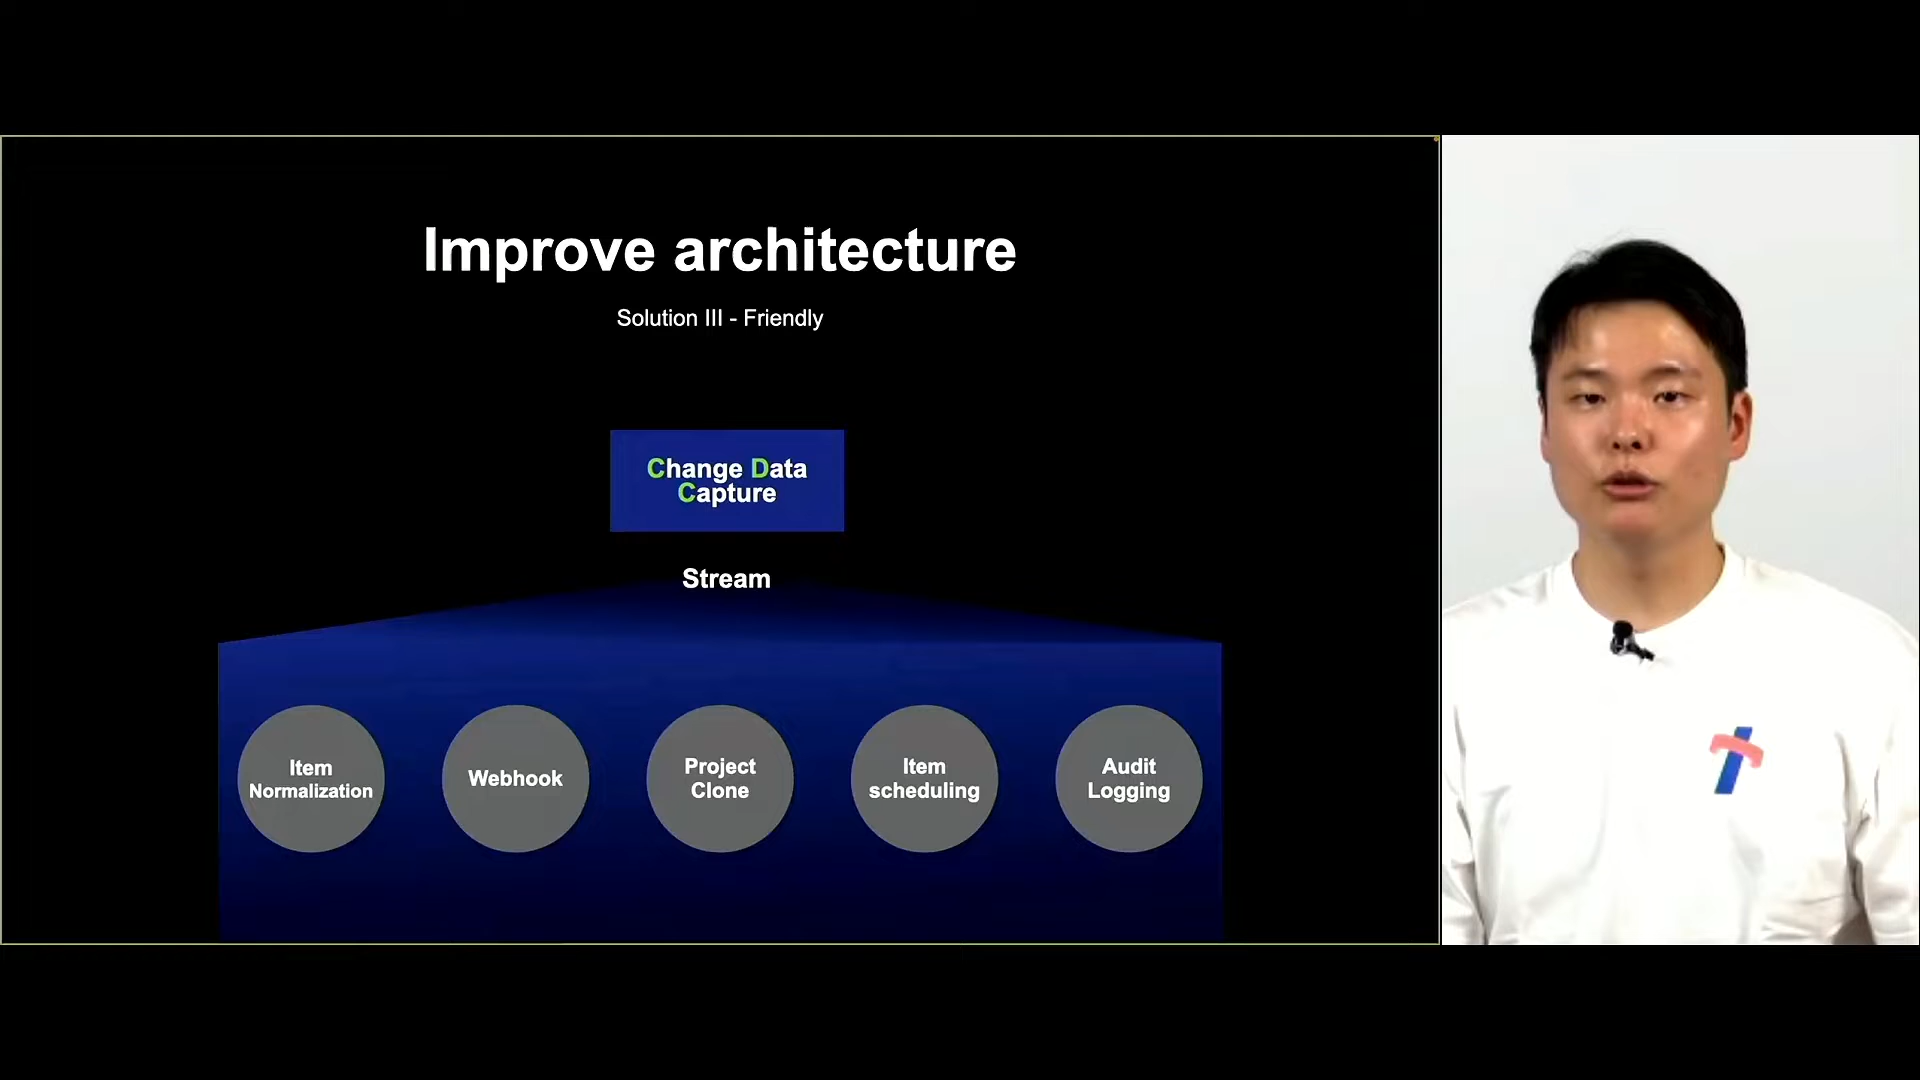 Improve architecture
Solution III - Friendly
Change Data
Capture
Stream
Item
Normalization
Webhook
Project
Clone
Item
scheduling
Audit
Logging